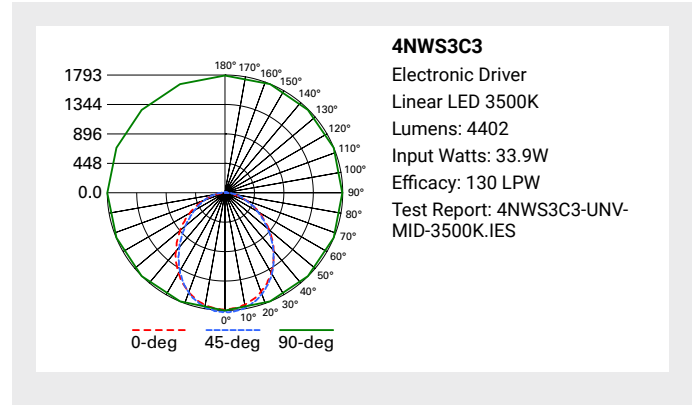 4NWS3C3
Electronic Driver
Linear LED 3500K
Lumens: 4402
Input Watts: 33.9W
Efficacy: 130 LPW
Test Report: 4NWS3C3-UNV-
MID-3500K.IES
1793
1344
896
448
0.0
180°
170°
160°
150°
140°
130°
120°
110°
100°
90°
80°
70°
60°
50°
40°
30°
20°
10°
0°
0-deg
45-deg
90-deg